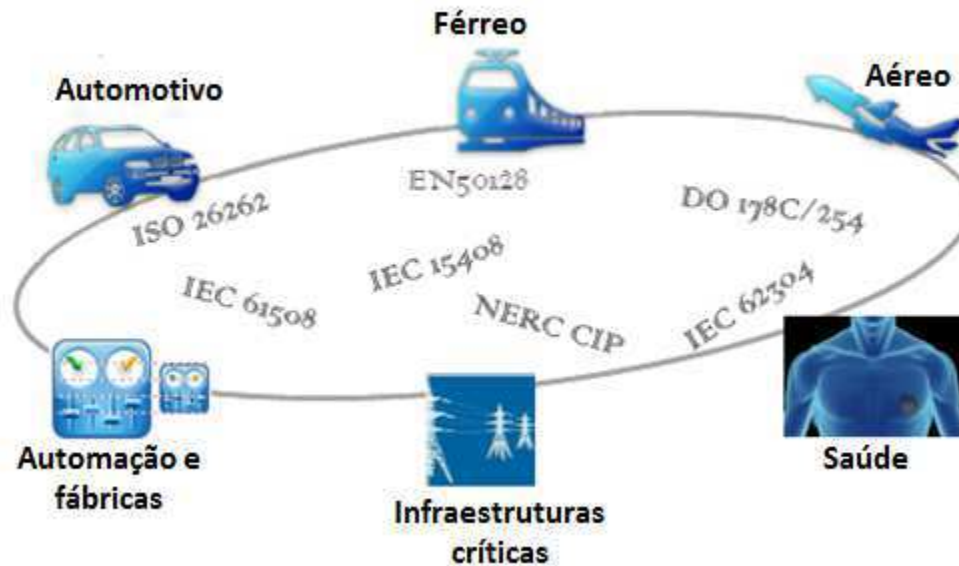 Férreo
Automotivo
Aéreo
EN50128
ISO 26262
DO 178C/254
IEC 15408
IEC 61508
NERC CIP
IEC 62304
Automação e
fábricas
Saúde
Infraestruturas
críticas